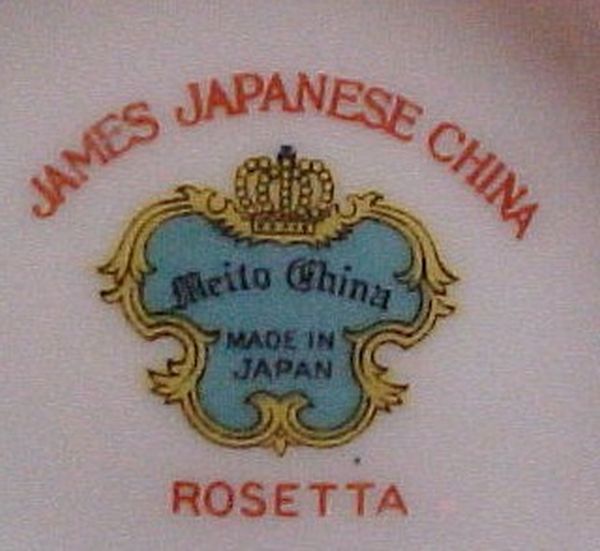 JAMES JAPANESE CHINA
Meito China
MADE IN
JAPAN
ROSETTA